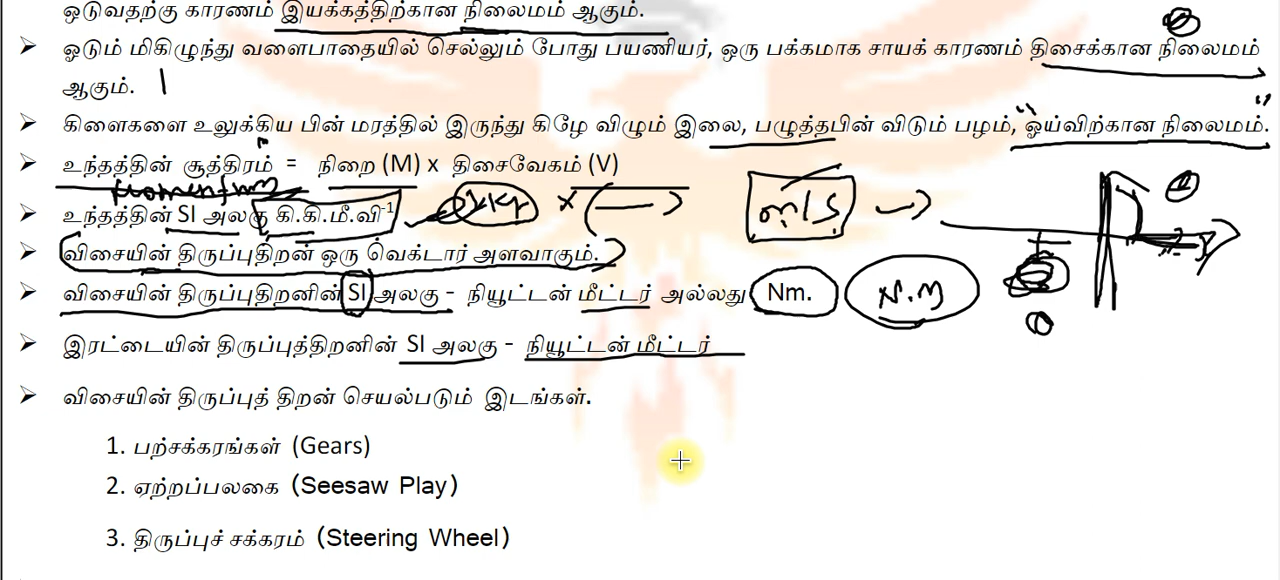 ஓடுவதற்கு காரணம் இயக்கத்திற்கான நிலைமம் ஆகும்.
➤ ஓடும் மிகிழுந்து வளைபாதையில் செல்லும் போது பயணியர், ஒரு பக்கமாக சாயக் காரணம் திசைக்கான நிலைமம்
ஆகும்.
➤ கிளைகளை உலுக்கிய பின் மரத்தில் இருந்து கிழே விழும் இலை, பழுத்தபின் விடும் பழம், ஓய்விற்கான நிலைமம்.
➤ உந்தத்தின் சூத்திரம் = நிறை (M) x திசைவேகம் (V)
momentum
➤ உந்தத்தின் SI அலகு கி.கி.மீ.வி-1 1kg x m/s
➤ விசையின் திருப்புதிறன் ஒரு வெக்டார் அளவாகும்.
➤ விசையின் திருப்புதிறனின் SI அலகு - நியூட்டன் மீட்டர் அல்லது Nm. N.m
➤ இரட்டையின் திருப்புத்திறனின் SI அலகு - நியூட்டன் மீட்டர்
➤ விசையின் திருப்புத் திறன் செயல்படும் இடங்கள்.
1. பற்சக்கரங்கள் (Gears)
2. ஏற்றப்பலகை (Seesaw Play)
3. திருப்புச் சக்கரம் (Steering Wheel)